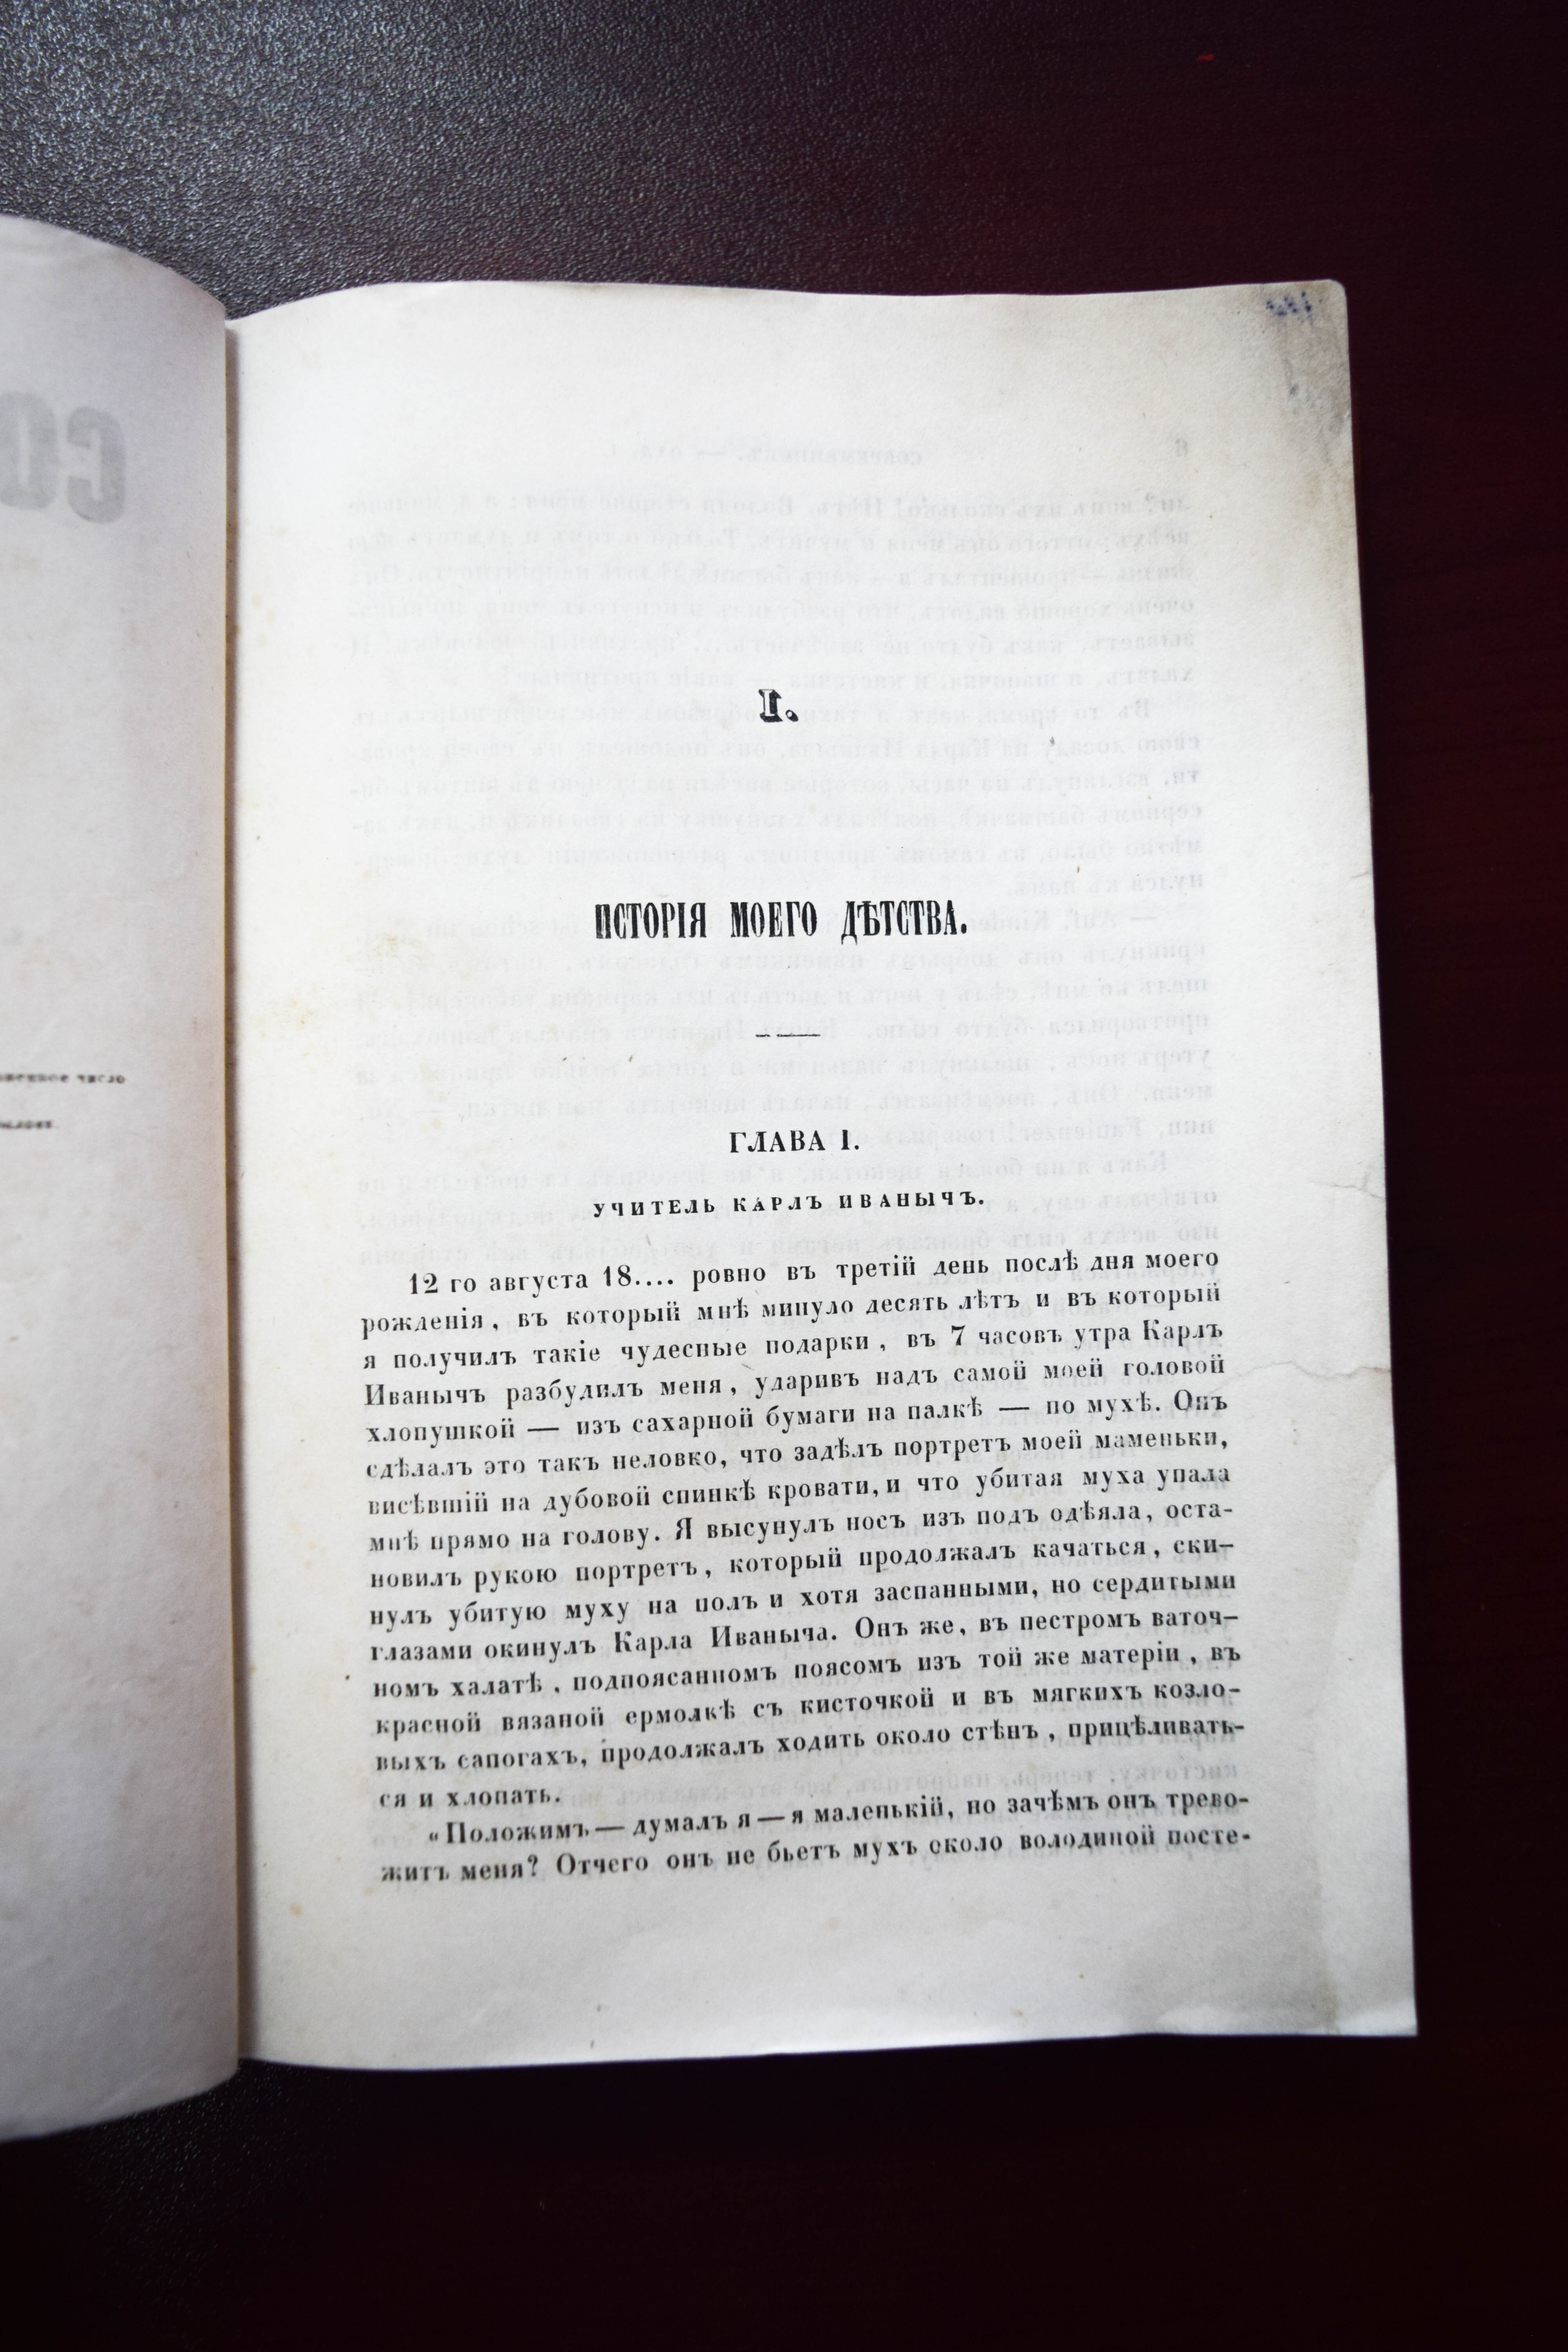 СО
число
I.
ИСТОРІЯ МОЕГО ДѢТСТВА.
ГЛАВА I.
УЧИТЕЛЬ КАРЛЪ ИВАНЫЧЪ.
12 го августа 18.... ровно въ третій день послѣ дня моего
рожденія, въ который мнѣ минуло десять лѣтъ и въ который
я получилъ такіе чудесные подарки, въ 7 часовъ утра Карлъ
Иванычъ разбудилъ меня, ударивъ надъ самой моей головой
хлопушкой — изъ сахарной бумаги на палкѣ — по мухѣ. Онъ
сдѣлалъ это такъ неловко, что задѣлъ портретъ моей маменьки,
висѣвшій на дубовой спинкѣ кровати, и что убитая муха упала
мнѣ прямо на голову. Я высунулъ носъ изъ подъ одѣяла, оста-
новилъ рукою портретъ, который продолжалъ качаться, ски-
нулъ убитую муху на полъ и хотя заспанными, но сердитыми
глазами окинулъ Карла Иваныча. Онъ же, въ пестромъ ваточ-
номъ халатѣ, подпоясанномъ поясомъ изъ той же матеріи, въ
красной вязаной ермолкѣ съ кисточкой и въ мягкихъ козло-
выхъ сапогахъ, продолжалъ ходить около стѣнъ, прицѣливать-
ся и хлопать.
«Положимъ — думалъ я — я маленькій, но зачѣмъ онъ трево-
житъ меня? Отчего онъ не бьетъ мухъ около володиной посте-